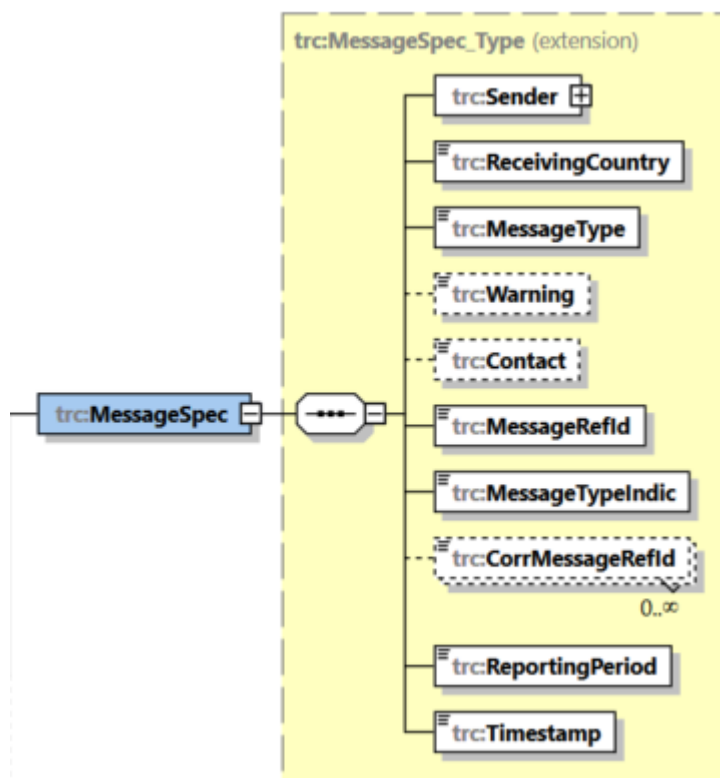 trc:MessageSpec_Type (extension)
trc:Sender
trc:ReceivingCountry
trc:MessageType
trc:Warning
trc:Contact
trc:MessageSpec
trc:MessageRefId
trc:MessageTypeIndic
trc:CorrMessageRefId
0..∞
trc:ReportingPeriod
trc:Timestamp